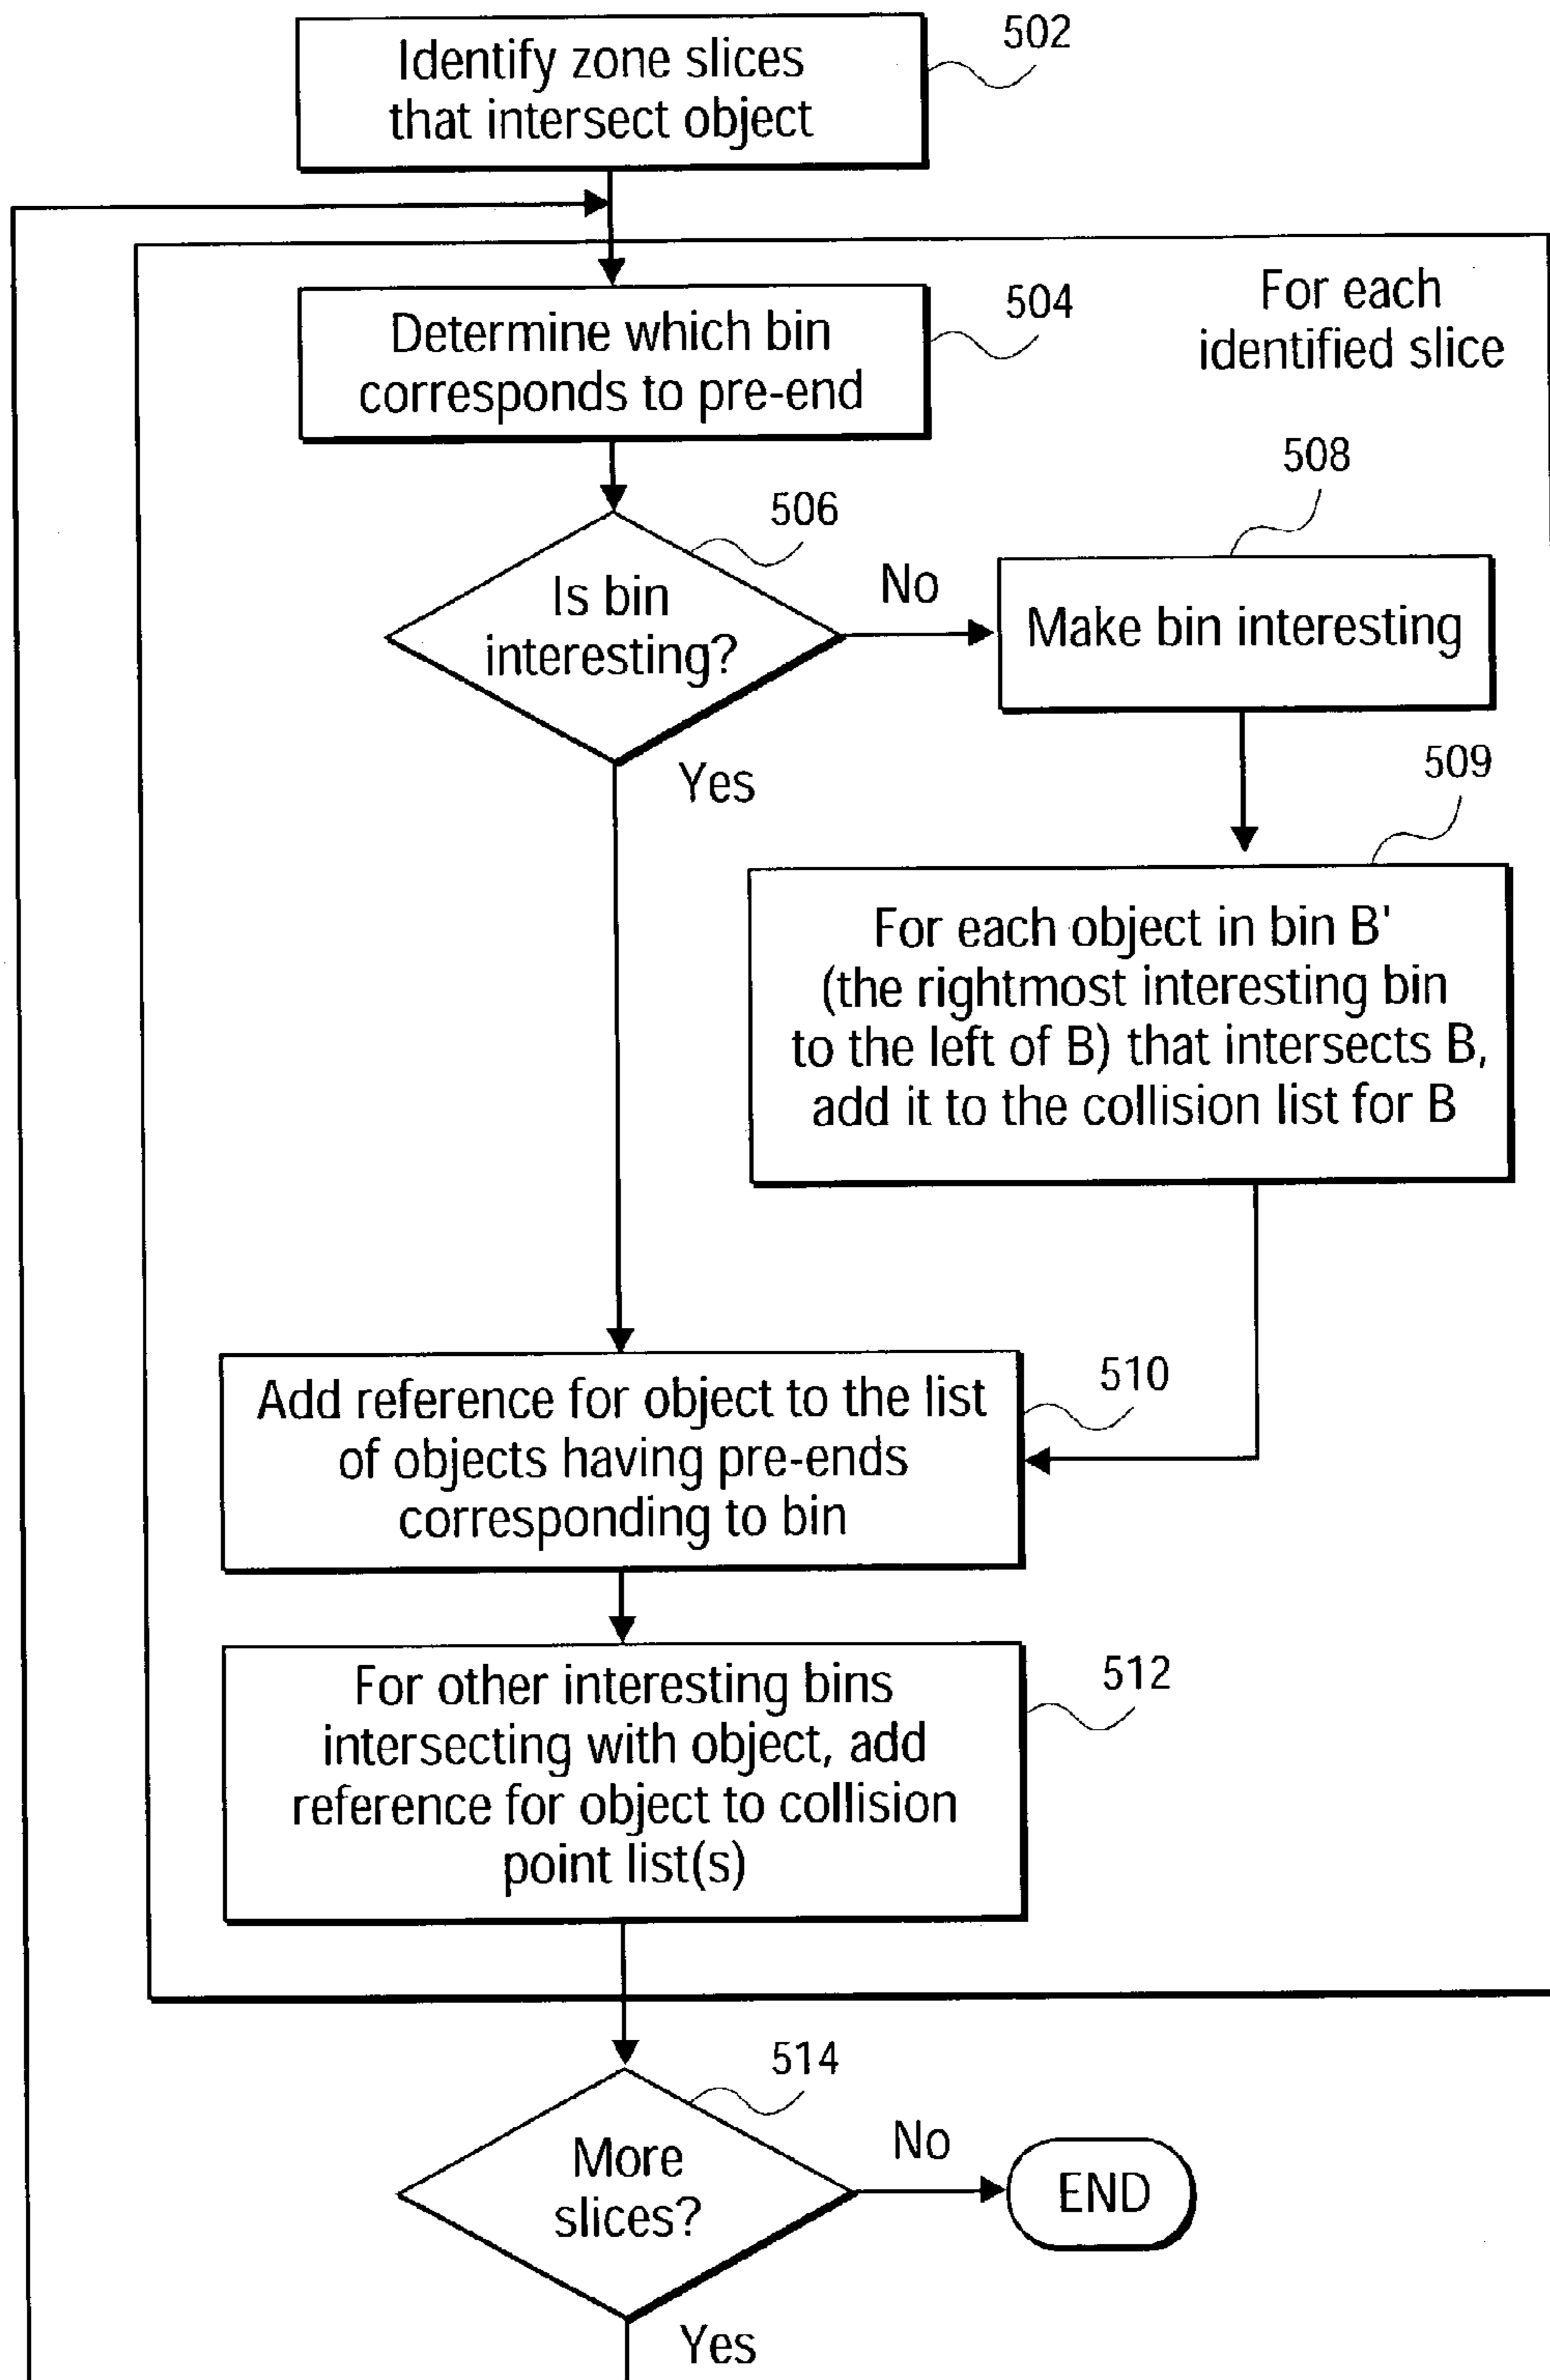 Identify zone slices
that intersect object
502
Determine which bin
corresponds to pre-end
504
For each
identified slice
506
Is bin
interesting?
No
Yes
508
Make bin interesting
509
For each object in bin B'
(the rightmost interesting bin
to the left of B) that intersects B,
add it to the collision list for B
Add reference for object to the list
of objects having pre-ends
corresponding to bin
510
For other interesting bins
intersecting with object, add
reference for object to collision
point list(s)
512
514
More
slices?
No
END
Yes